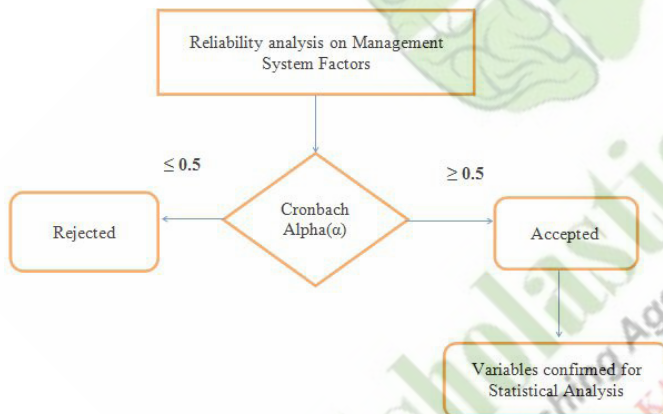 Reliability analysis on Management
System Factors
≤ 0.5
≥ 0.5
Rejected
Cronbach
Alpha(α)
Accepted
Variables confirmed for
Statistical Analysis